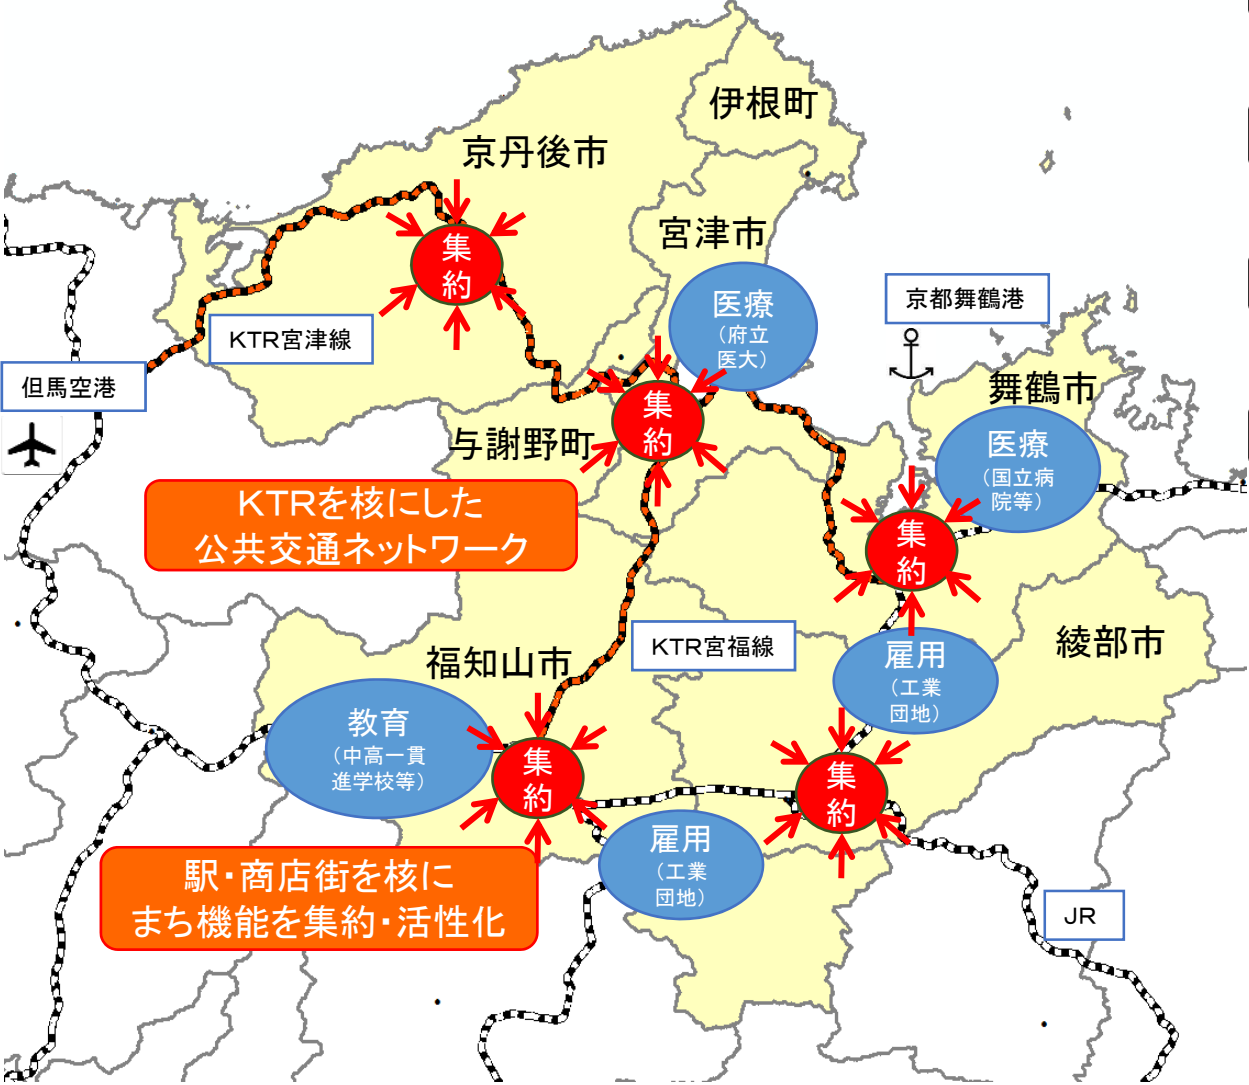 伊根町
京丹後市
宮津市
集
約
医療
（府立
医大）
京都舞鶴港
KTR宮津線
但馬空港
舞鶴市
集
約
与謝野町
医療
（国立病
院等）
KTRを核にした
公共交通ネットワーク
集
約
KTR宮福線
綾部市
雇用
（工業
団地）
福知山市
教育
（中高一貫
進学校等）
集
約
集
約
雇用
（工業
団地）
駅・商店街を核に
まち機能を集約・活性化
JR